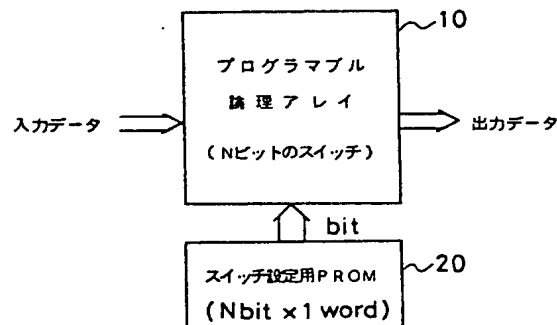 10
プログラマブル
論理アレイ
入力データ
出力データ
(Nビットのスイッチ)
bit
20
スイッチ設定用PROM
(Nbit x 1 word)